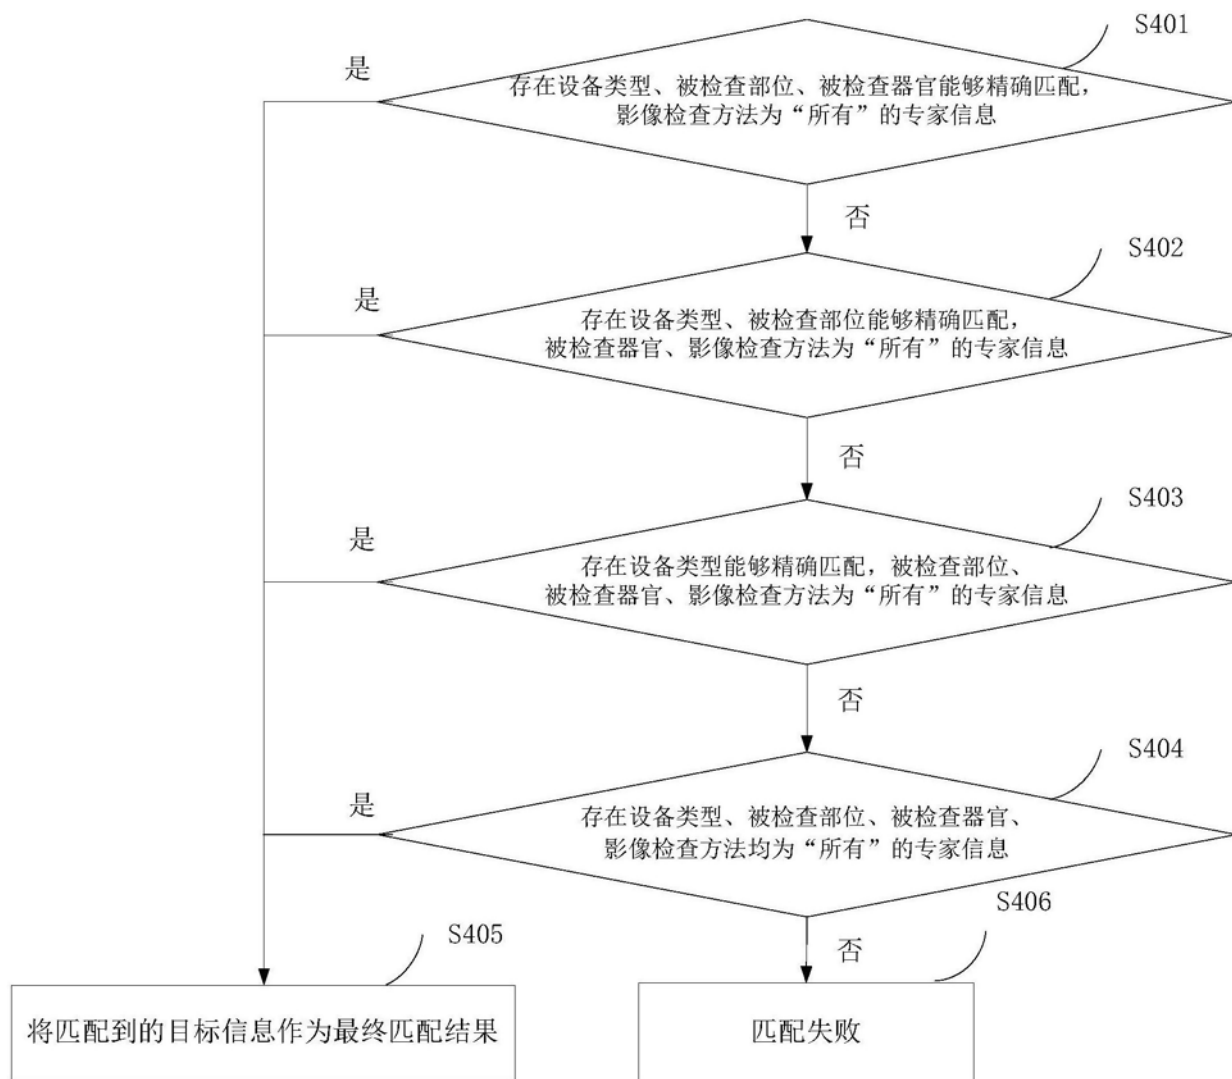 S401
是
存在设备类型、被检查部位、被检查器官能够精确匹配，
影像检查方法为“所有”的专家信息
否
S402
是
存在设备类型、被检查部位能够精确匹配，
被检查器官、影像检查方法为“所有”的专家信息
否
S403
是
存在设备类型能够精确匹配，被检查部位、
被检查器官、影像检查方法为“所有”的专家信息
否
S404
是
存在设备类型、被检查部位、被检查器官、
影像检查方法均为“所有”的专家信息
S406
S405
否
将匹配到的目标信息作为最终匹配结果
匹配失败